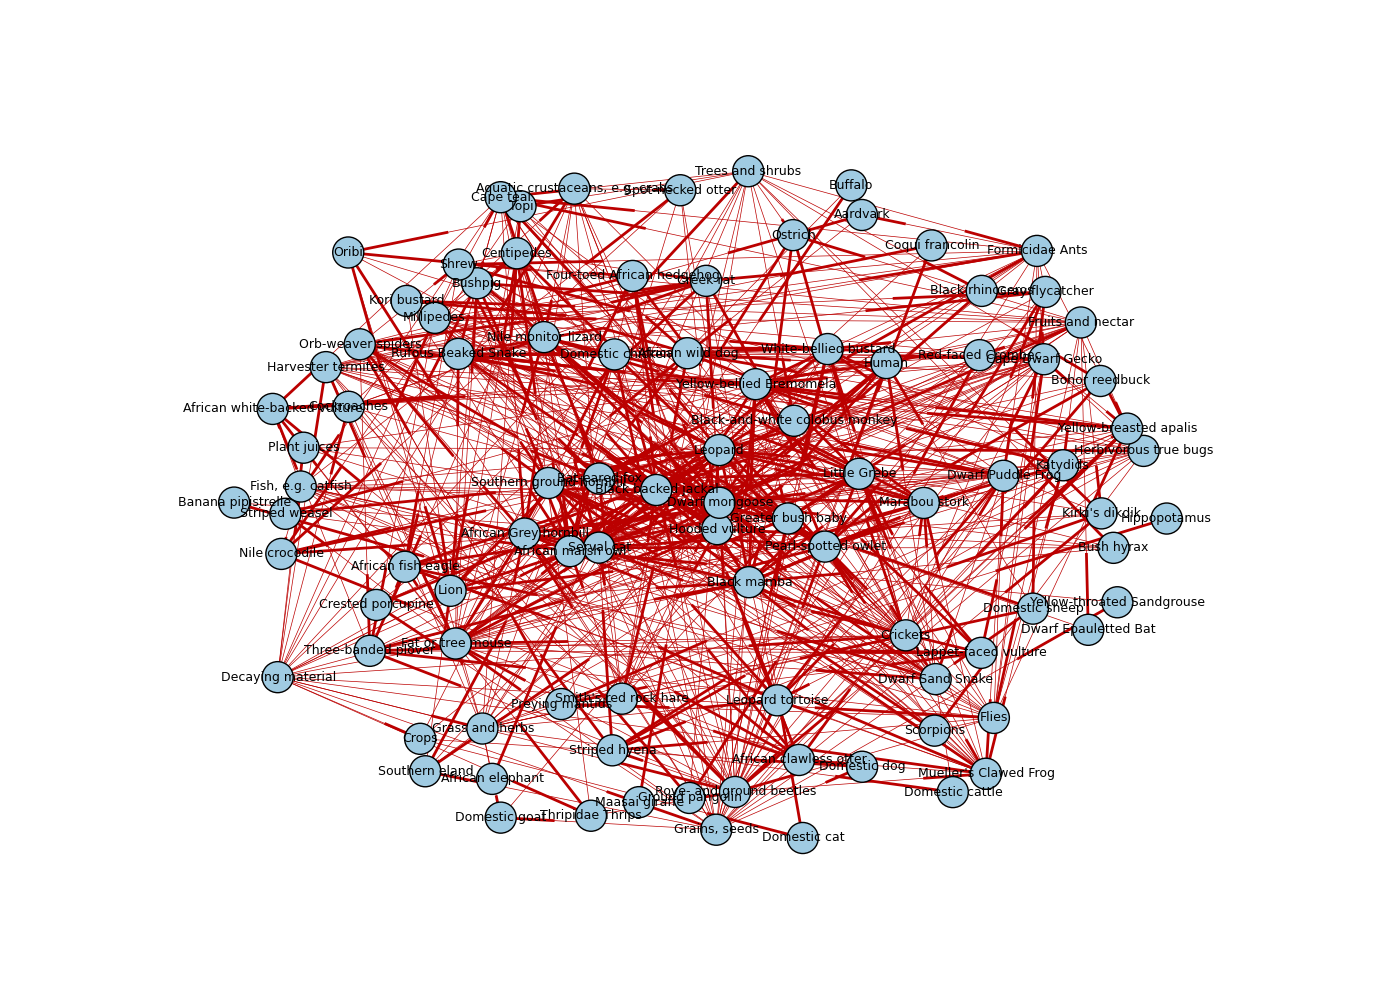 Trees and shrubs
Buffalo
Aquatic crustaceans, e.g. crabs
Spot-necked otter
Cape teal
Topi
Aardvark
Ostrich
Coqui francolin
Formicidae Ants
Oribi
Centipedes
Shrew
Bushpig
Four-toed African hedgehog
Creek rat
Black rhinoceros
Grey flycatcher
Kori bustard
Millipedes
Fruits and nectar
Nile monitor lizard
Orb-weaver spiders
Rufous Beaked Snake
Domestic chicken
African wild dog
White bellied bustard
Human
Red faced crombec
Cape Dwarf Gecko
Harvester termites
Bohor reedbuck
Yellow-bellied Eremomela
African white-backed vulture
Cockroaches
Black-and-white colobus monkey
Yellow-breasted apalis
Plant juices
Leopard
Herbivorous true bugs
Katydids
Little Grebe
Dwarf Puddle Frog
Southern ground hornbill
Bat-eared fox
Black backed jackal
Fish, e.g. catfish
Banana pipistrelle
Striped weasel
Dwarf mongoose
Marabou stork
Kirk's dikdik
Hippopotamus
Greater bush baby
Hooded vulture
African Grey hornbill
African marsh owl
Serval cat
Pearl-spotted owlet
Bush hyrax
Nile crocodile
African fish eagle
Black mamba
Lion
Crested porcupine
Domestic sheep
Yellow-throated Sandgrouse
Dwarf Epauletted Bat
Crickets
Fat or tree mouse
Three-banded plover
Lappet-faced vulture
Decaying material
Dwarf Sand Snake
Smith's red rock hare
Preying mantids
Leopard tortoise
Flies
Grass and herbs
Crops
Scorpions
Striped hyena
African clawless otter
Domestic dog
Southern eland
African elephant
Mueller's Clawed Frog
Domestic cattle
Rove- and ground beetles
Ground pangolin
Maasai giraffe
Domestic goat
Thripidae Thrips
Grains, seeds
Domestic cat